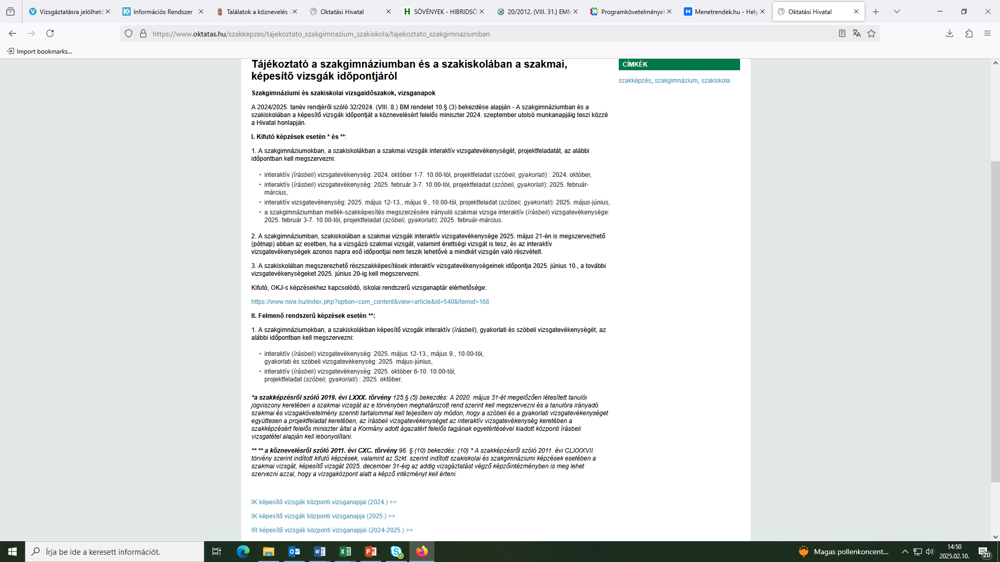 Vizsgáztatásra jelölhető
Információs Rendszer
Találatok a köznevelés i
Oktatási Hivatal
SÖVÉNYEK - HIBRIDSÖ
20/2012. (VIII. 31.) EMM
Programkövetelménye
Menetrendek.hu - Hely
Oktatási Hivatal
https://www.oktatas.hu/szakkepzes/tajekoztato_szakgimnazium_szakiskola/tajekoztato_szakgimnaziumban
Import bookmarks...
Tájékoztató a szakgimnáziumban és a szakiskolában a szakmai,
képesítő vizsgák időpontjáról
CÍMKÉK
szakképzés, szakgimnázium, szakiskola
Szakgimnáziumi és szakiskolai vizsgaidőszakok, vizsganapok
A 2024/2025. tanév rendjéről szóló 32/2024. (VIII. 8.) BM rendelet 10.§ (3) bekezdése alapján - A szakgimnáziumban és a
szakiskolában a képesítő vizsgák időpontját a köznevelésért felelős miniszter 2024. szeptember utolsó munkanapjáig teszi közzé
a Hivatal honlapján.
I. Kifutó képzések esetén * és **:
1. A szakgimnáziumokban, a szakiskolákban a szakmai vizsgák interaktív vizsgatevékenységét, projektfeladatát, az alábbi
időpontban kell megszervezni:
• interaktív (írásbeli) vizsgatevékenység: 2024. október 1-7. 10.00-tól, projektfeladat (szóbeli, gyakorlati) : 2024. október,
• interaktív (írásbeli) vizsgatevékenység: 2025. február 3-7. 10.00-tól, projektfeladat (szóbeli, gyakorlati): 2025. február-
március,
• interaktív vizsgatevékenység: 2025. május 12-13., május 9., 10.00-tól, projektfeladat (szóbeli, gyakorlati): 2025. május-június,
• a szakgimnáziumban mellék-szakképesítés megszerzésére irányuló szakmai vizsga interaktív (írásbeli) vizsgatevékenysége:
2025. február 3-7. 10.00-tól, projektfeladat (szóbeli, gyakorlati): 2025. február-március.
2. A szakgimnáziumban, szakiskolában a szakmai vizsgák interaktív vizsgatevékenysége 2025. május 21-én is megszervezhető
(pótnap) abban az esetben, ha a vizsgázó szakmai vizsgát, valamint érettségi vizsgát is tesz, és az interaktív
vizsgatevékenységek azonos napra eső időpontjai nem teszik lehetővé a mindkét vizsgán való részvételt.
3. A szakiskolában megszerezhető részszakképesítések interaktív vizsgatevékenységeinek időpontja 2025. június 10., a további
vizsgatevékenységeket 2025. június 20-ig kell megszervezni.
Kifutó, OKJ-s képzésekhez kapcsolódó, iskolai rendszerű vizsganaptár elérhetősége:
https://www.nive.hu/index.php?option=com_content&view=article&id=540&Itemid=168
II. Felmenő rendszerű képzések esetén **:
1. A szakgimnáziumokban, a szakiskolákban képesítő vizsgák interaktív (írásbeli), gyakorlati és szóbeli vizsgatevékenységét, az
alábbi időpontban kell megszervezni:
• interaktív (írásbeli) vizsgatevékenység: 2025. május 12-13., május 9., 10.00-tól,
gyakorlati és szóbeli vizsgatevékenység: 2025. május-június,
• interaktív (írásbeli) vizsgatevékenység: 2025. október 6-10. 10.00-tól,
projektfeladat (szóbeli, gyakorlati) : 2025. október.
*a szakképzésről szóló 2019. évi LXXX. törvény 125.§ (5) bekezdés: A 2020. május 31-ét megelőzően létesített tanulói
jogviszony keretében a szakmai vizsgát az e törvényben meghatározott rend szerint kell megszervezni és a tanulóra irányadó
szakmai és vizsgakövetelmény szerinti tartalommal kell teljesíteni oly módon, hogy a szóbeli és a gyakorlati vizsgatevékenységet
együttesen a projektfeladat keretében, az írásbeli vizsgatevékenységet az interaktív vizsgatevékenység keretében a
szakképzésért felelős miniszter által a Kormány adott ágazatért felelős tagjának egyetértésével kiadott központi írásbeli
vizsgatétel alapján kell lebonyolítani.
** ** a köznevelésről szóló 2011. évi CXC. törvény 96. § (10) bekezdés: (10) * A szakképzésről szóló 2011. évi CLXXXVII.
törvény szerint indított kifutó képzések, valamint az Szkt. szerint indított szakiskolai és szakgimnáziumi képzések esetében a
szakmai vizsgát, képesítő vizsgát 2025. december 31-éig az addig vizsgáztatást végző képzőintézményben is meg lehet
szervezni azzal, hogy a vizsgaközpont alatt a képző intézményt kell érteni.
IK képesítő vizsgák központi vizsganapjai (2024.) >>
IK képesítő vizsgák központi vizsganapja (2025.) >>
IR képesítő vizsgák központi vizsganapjai (2024-2025.) >>
Írja be ide a keresett információt.
Magas pollenkoncent...
14:50
2025.02.10.
20